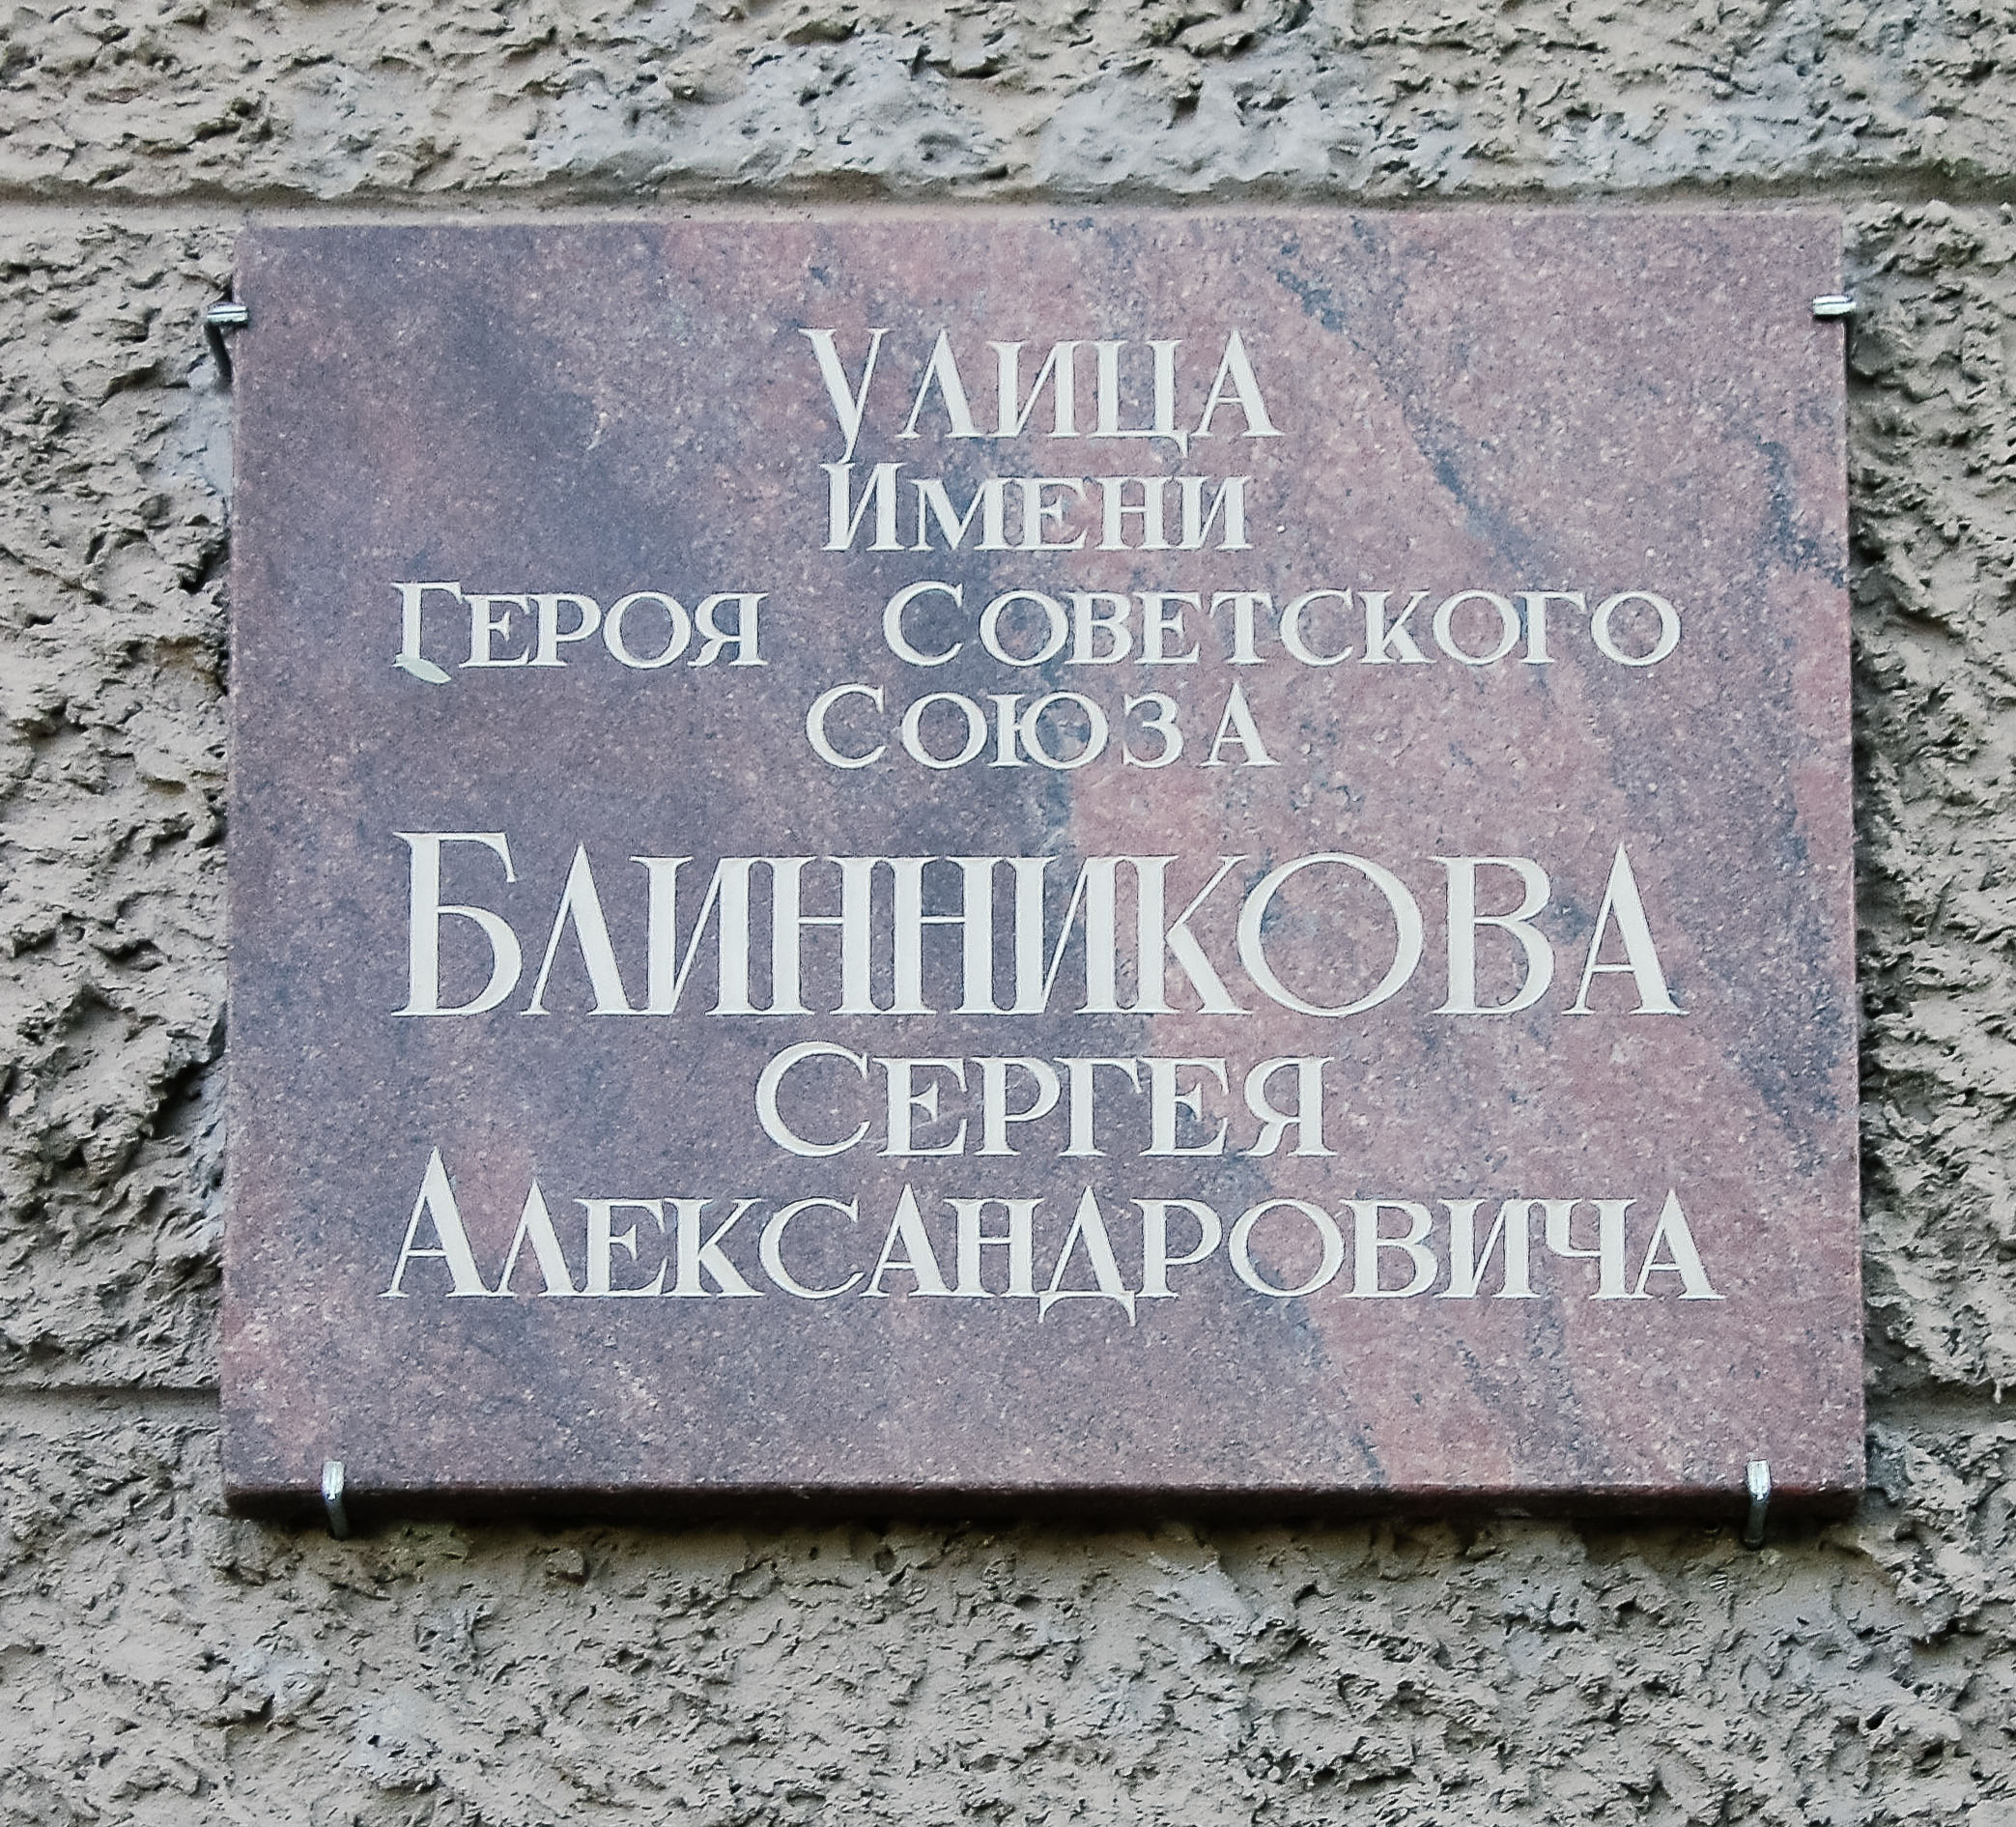 Улица
Имени
Героя Советского
Союза
Блинникова
Сергея
Александровича